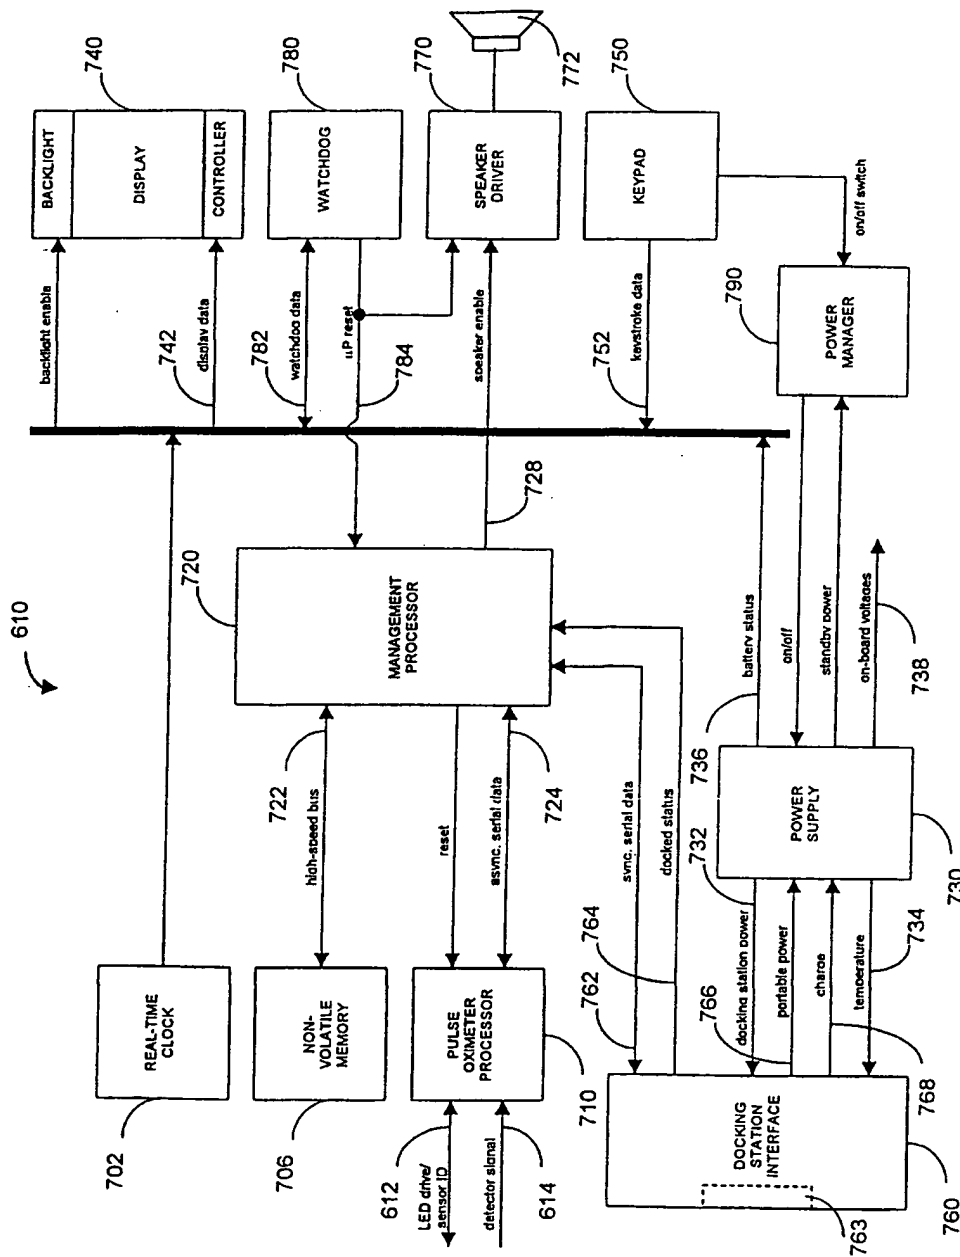 610
612
LED drive/
sensor ID
detector signal
614
702
REAL-TIME
CLOCK
706
NON-
VOLATILE
MEMORY
PULSE
OXIMETER
PROCESSOR
710
722
high-speed bus
reset
async. serial data
724
720
MANAGEMENT
PROCESSOR
728
backlight enable
742
display data
782
watchdog data
µP reset
784
speaker enable
752
keystroke data
740
BACKLIGHT
DISPLAY
CONTROLLER
780
WATCHDOG
770
SPEAKER
DRIVER
772
750
KEYPAD
on/off switch
790
POWER
MANAGER
762
764
sync. serial data
docked status
DOCKING
STATION
INTERFACE
763
760
732
docking station power
766
portable power
charge
768
temperature
734
POWER
SUPPLY
730
736
battery status
on/off
standby power
on-board voltages
738